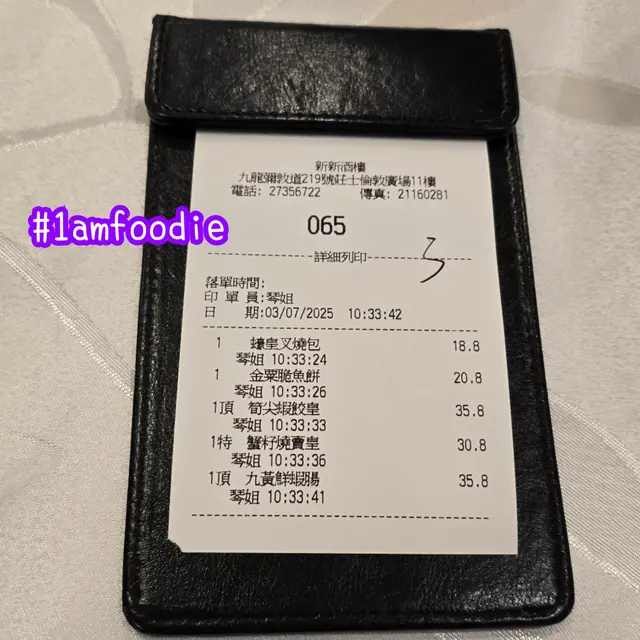 新新酒樓
九龍彌敦道219號莊士倫敦廣場11樓
電話: 27356722 傳真: 21160281
#1amfoodie
065
3
詳細列印
落單時間:
印 單 員:琴姐
日 期:03/07/2025 10:33:42
1 蠔皇叉燒包 18.8
琴姐 10:33:24
1 金粟脆魚餅 20.8
琴姐 10:33:26
1頂 筍尖蝦餃皇 35.8
琴姐 10:33:33
1特 蟹籽燒賣皇 30.8
琴姐 10:33:36
1頂 九黃鮮蝦腸 35.8
琴姐 10:33:41